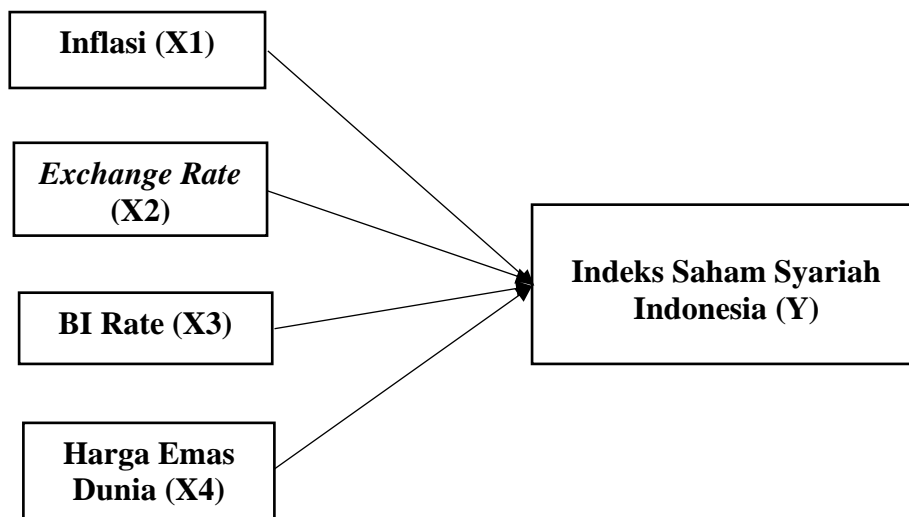 Inflasi (X1)
Exchange Rate
(X2)
BI Rate (X3)
Harga Emas
Dunia (X4)
Indeks Saham Syariah
Indonesia (Y)